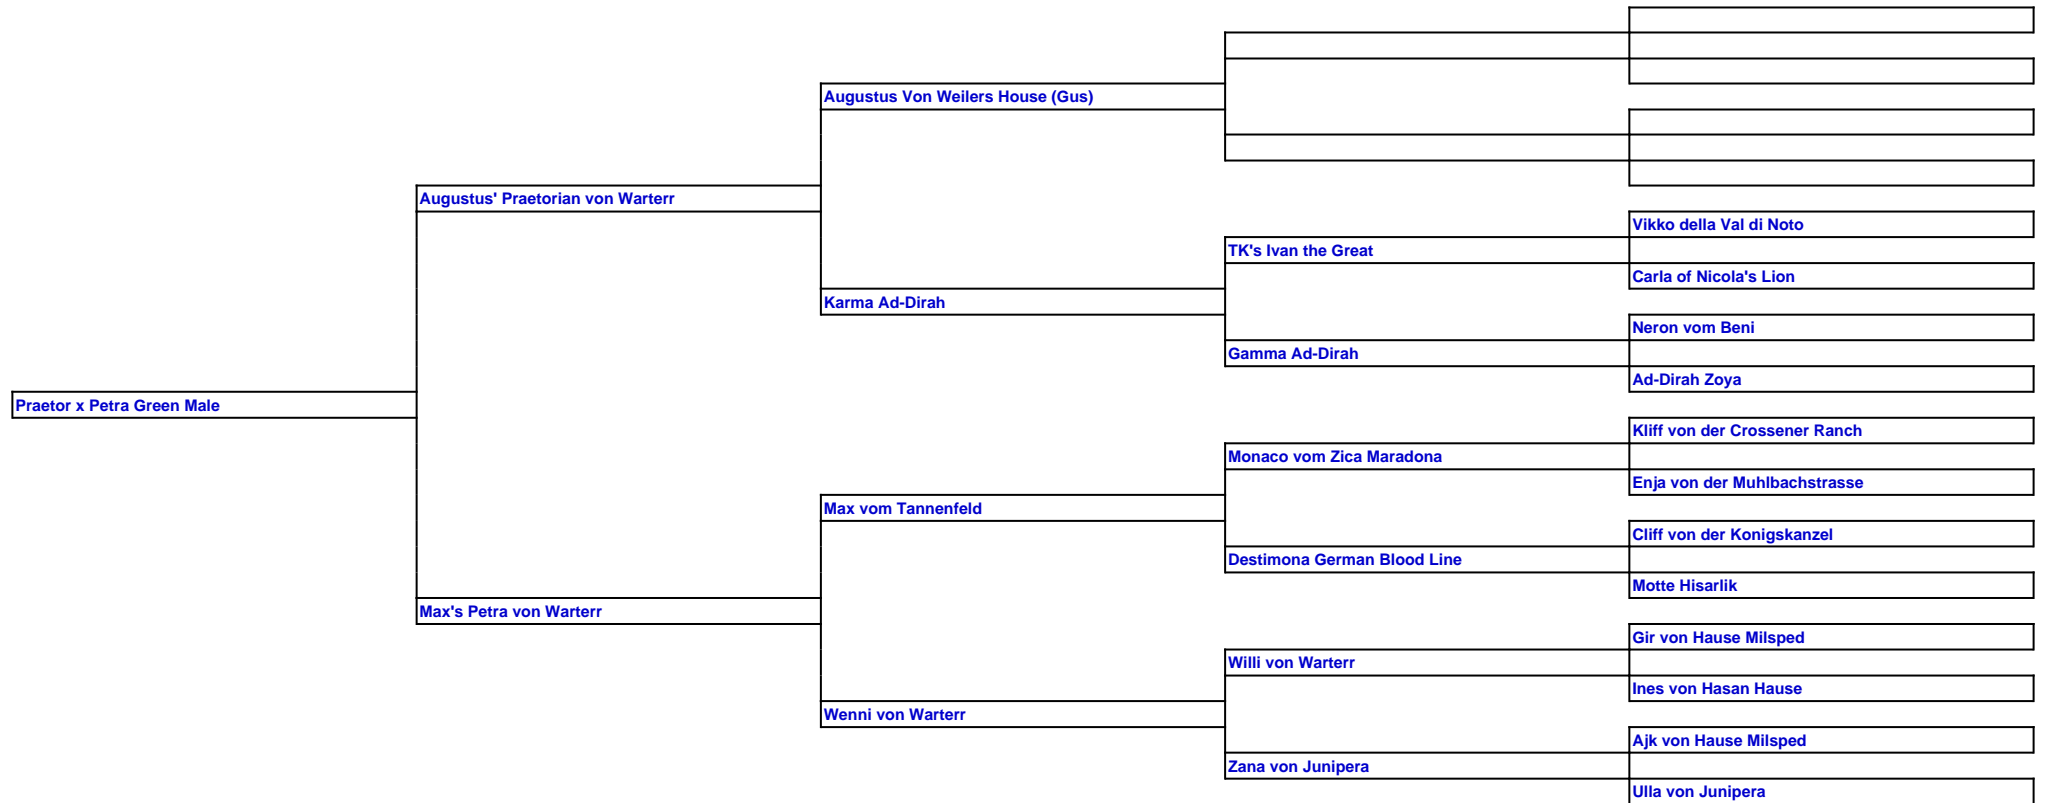 Augustus Von Weilers House (Gus)
Augustus' Praetorian von Warterr
Vikko della Val di Noto
TK's Ivan the Great
Carla of Nicola's Lion
Karma Ad-Dirah
Neron vom Beni
Gamma Ad-Dirah
Ad-Dirah Zoya
Praetor x Petra Green Male
Kliff von der Crossener Ranch
Monaco vom Zica Maradona
Enja von der Muhlbachstrasse
Max vom Tannenfeld
Cliff von der Konigskanzel
Destimona German Blood Line
Motte Hisarlik
Max's Petra von Warterr
Gir von Hause Milsped
Willi von Warterr
Ines von Hasan Hause
Wenni von Warterr
Ajk von Hause Milsped
Zana von Junipera
Ulla von Junipera